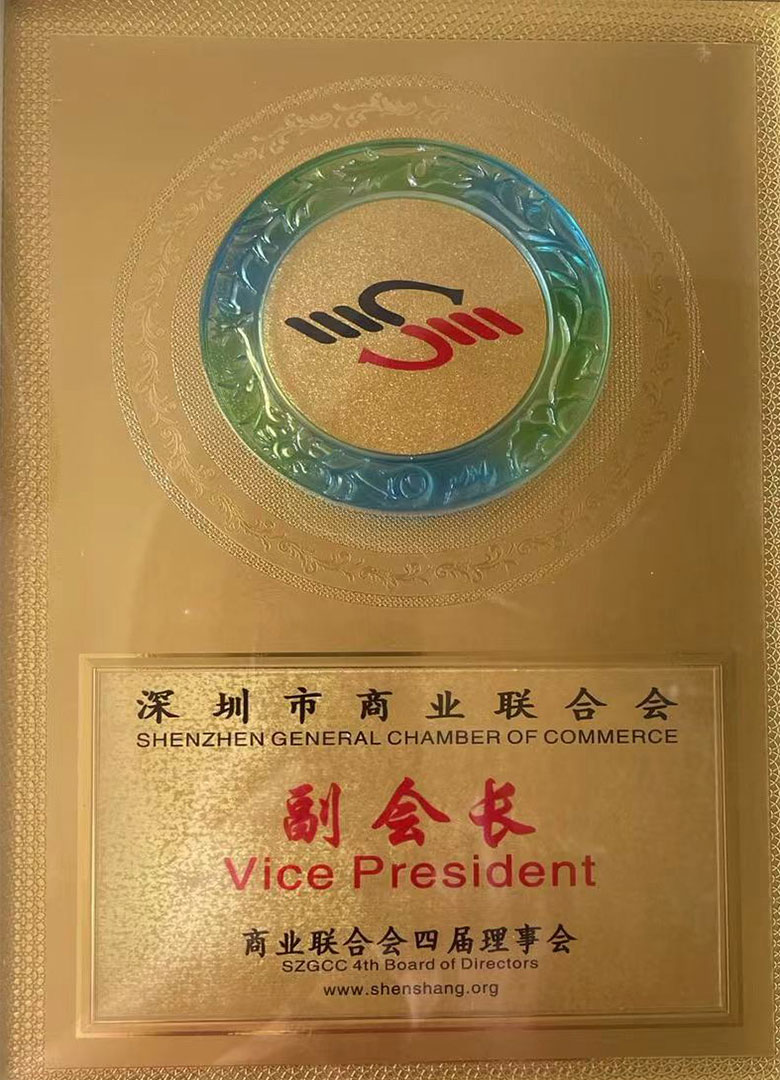 深圳市商业联合会
SHENZHEN GENERAL CHAMBER OF COMMERCE
副会长
Vice President
商业联合会四届理事会
SZGCC 4th Board of Directors
www.shenshang.org